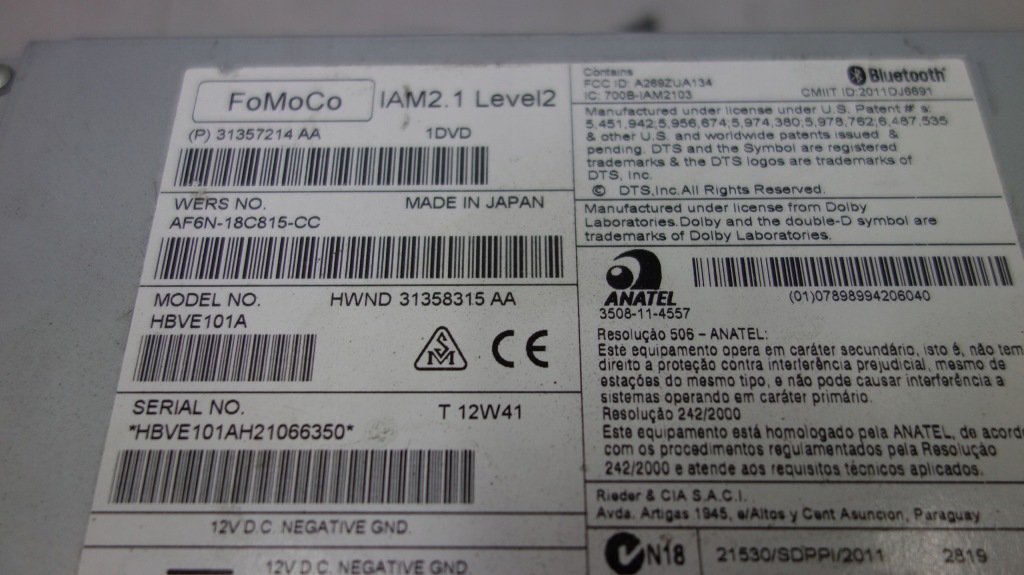 FoMoCo IAM2.1 Level2
(P) 31357214 AA 1DVD
WERS NO. MADE IN JAPAN
AF6N-18C815-CC
MODEL NO. HWND 31358315 AA
HBVE101A
SERIAL NO. T 12W41
*HBVE101AH21066350*
12V D.C. NEGATIVE GND.
12V D.C. NEGATIVE GND.
Contains
FCC ID: A269ZUA134
IC: 700B-IAM2103
Bluetooth
CMIIT ID:2011DJ6691
Manufactured under license under U.S. Patent # s:
5,451,942;5,956,674;5,974,380;5,978,762;6,487,535
& other U.S. and worldwide patents issued &
pending. DTS and the Symbol are registered
trademarks & the DTS logos are trademarks of
DTS, Inc.
© DTS,Inc.All Rights Reserved.
Manufactured under license from Dolby
Laboratories.Dolby and the double-D symbol are
trademarks of Dolby Laboratories.
ANATEL
3508-11-4557
(01)07898994206040
Resolução 506 – ANATEL:
Este equipamento opera em caráter secundário, isto é, não tem
direito a proteção contra interferência prejudicial, mesmo de
estações do mesmo tipo, e não pode causar interferência a
sistemas operando em caráter primário.
Resolução 242/2000
Este equipamento está homologado pela ANATEL, de acordo
com os procedimentos regulamentados pela Resolução
242/2000 e atende aos requisitos técnicos aplicados.
Rieder & CIA S.A.C.I.
Avda. Artigas 1945, e/Altos y Cent Asuncion, Paraguay
N18 21530/SDPPI/2011 2819